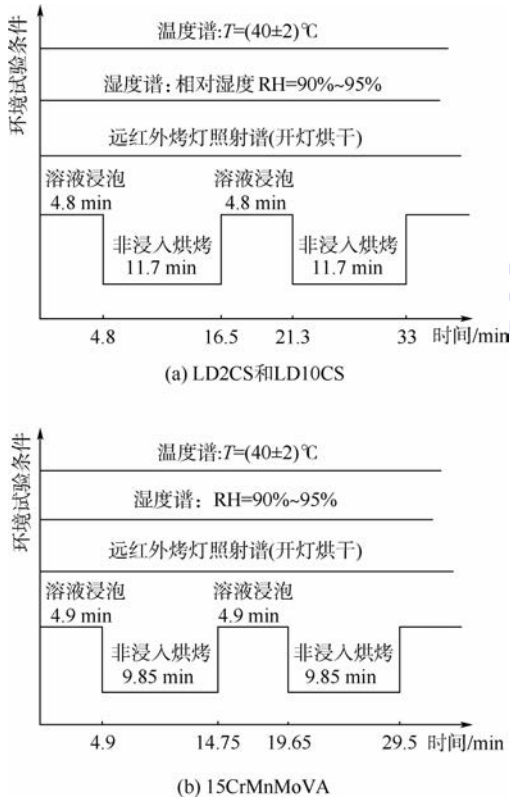 环境试验条件
温度谱:T=(40±2)℃
湿度谱：相对湿度 RH=90%~95%
远红外烤灯照射谱(开灯烘干)
溶液浸泡
4.8 min
溶液浸泡
4.8 min
非浸入烘烤
11.7 min
非浸入烘烤
11.7 min
4.8 16.5 21.3 33 时间/min
(a) LD2CS和LD10CS
环境试验条件
温度谱:T=(40±2)℃
湿度谱：RH=90%~95%
远红外烤灯照射谱(开灯烘干)
溶液浸泡
4.9 min
溶液浸泡
4.9 min
非浸入烘烤
9.85 min
非浸入烘烤
9.85 min
4.9 14.75 19.65 29.5 时间/min
(b) 15CrMnMoVA